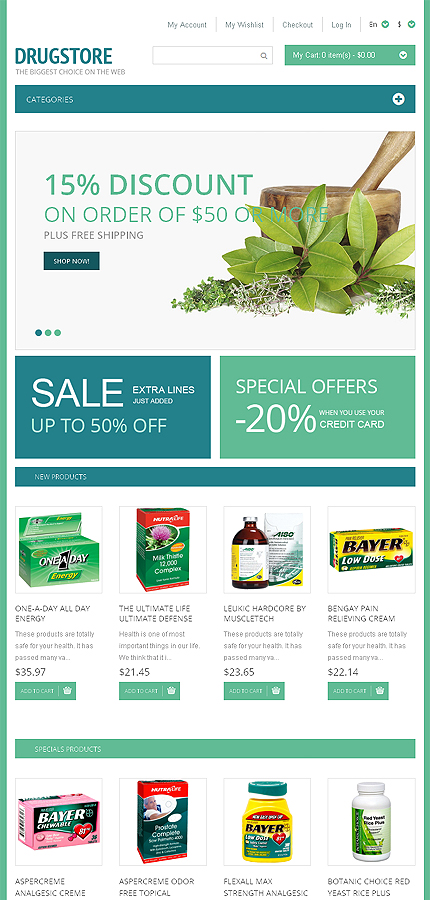 My Account
My Wishlist
Checkout
Log In
En
$
DRUGSTORE
THE BIGGEST CHOICE ON THE WEB
My Cart: 0 item(s) - $0.00
CATEGORIES
15% DISCOUNT
ON ORDER OF $50 OR MORE
PLUS FREE SHIPPING
SHOP NOW!
SALE
EXTRA LINES
JUST ADDED
UP TO 50% OFF
SPECIAL OFFERS
-20%
WHEN YOU USE YOUR
CREDIT CARD
NEW PRODUCTS
ONE A DAY
Energy
NUTRALIFE
Milk Thistle
12,000
Complex
A180
BAYER
LOW DOSE
ONE-A-DAY ALL DAY
ENERGY
These products are totally
safe for your health. It has
passed many va...
$35.97
ADD TO CART
THE ULTIMATE LIFE
ULTIMATE DEFENSE
Health is one of most
important things in our life.
We think that it i...
$21.45
ADD TO CART
LEUKIC HARDCORE BY
MUSCLETECH
These products are totally
safe for your health. It has
passed many va...
$23.65
ADD TO CART
BENGAY PAIN
RELIEVING CREAM
These products are totally
safe for your health. It has
passed many va...
$22.14
ADD TO CART
SPECIALS PRODUCTS
BAYER
CHEWABLE
81
NUTRALIFE
Prostate
Complete
Saw Palmetto 4000
BAYER
LOW DOSE
81
Red Yeast
Rice Plus
ASPERCREME
ANALGESIC CREME
ASPERCREME ODOR
FREE TOPICAL
FLEXALL MAX
STRENGTH ANALGESIC
BOTANIC CHOICE RED
YEAST RICE PLUS